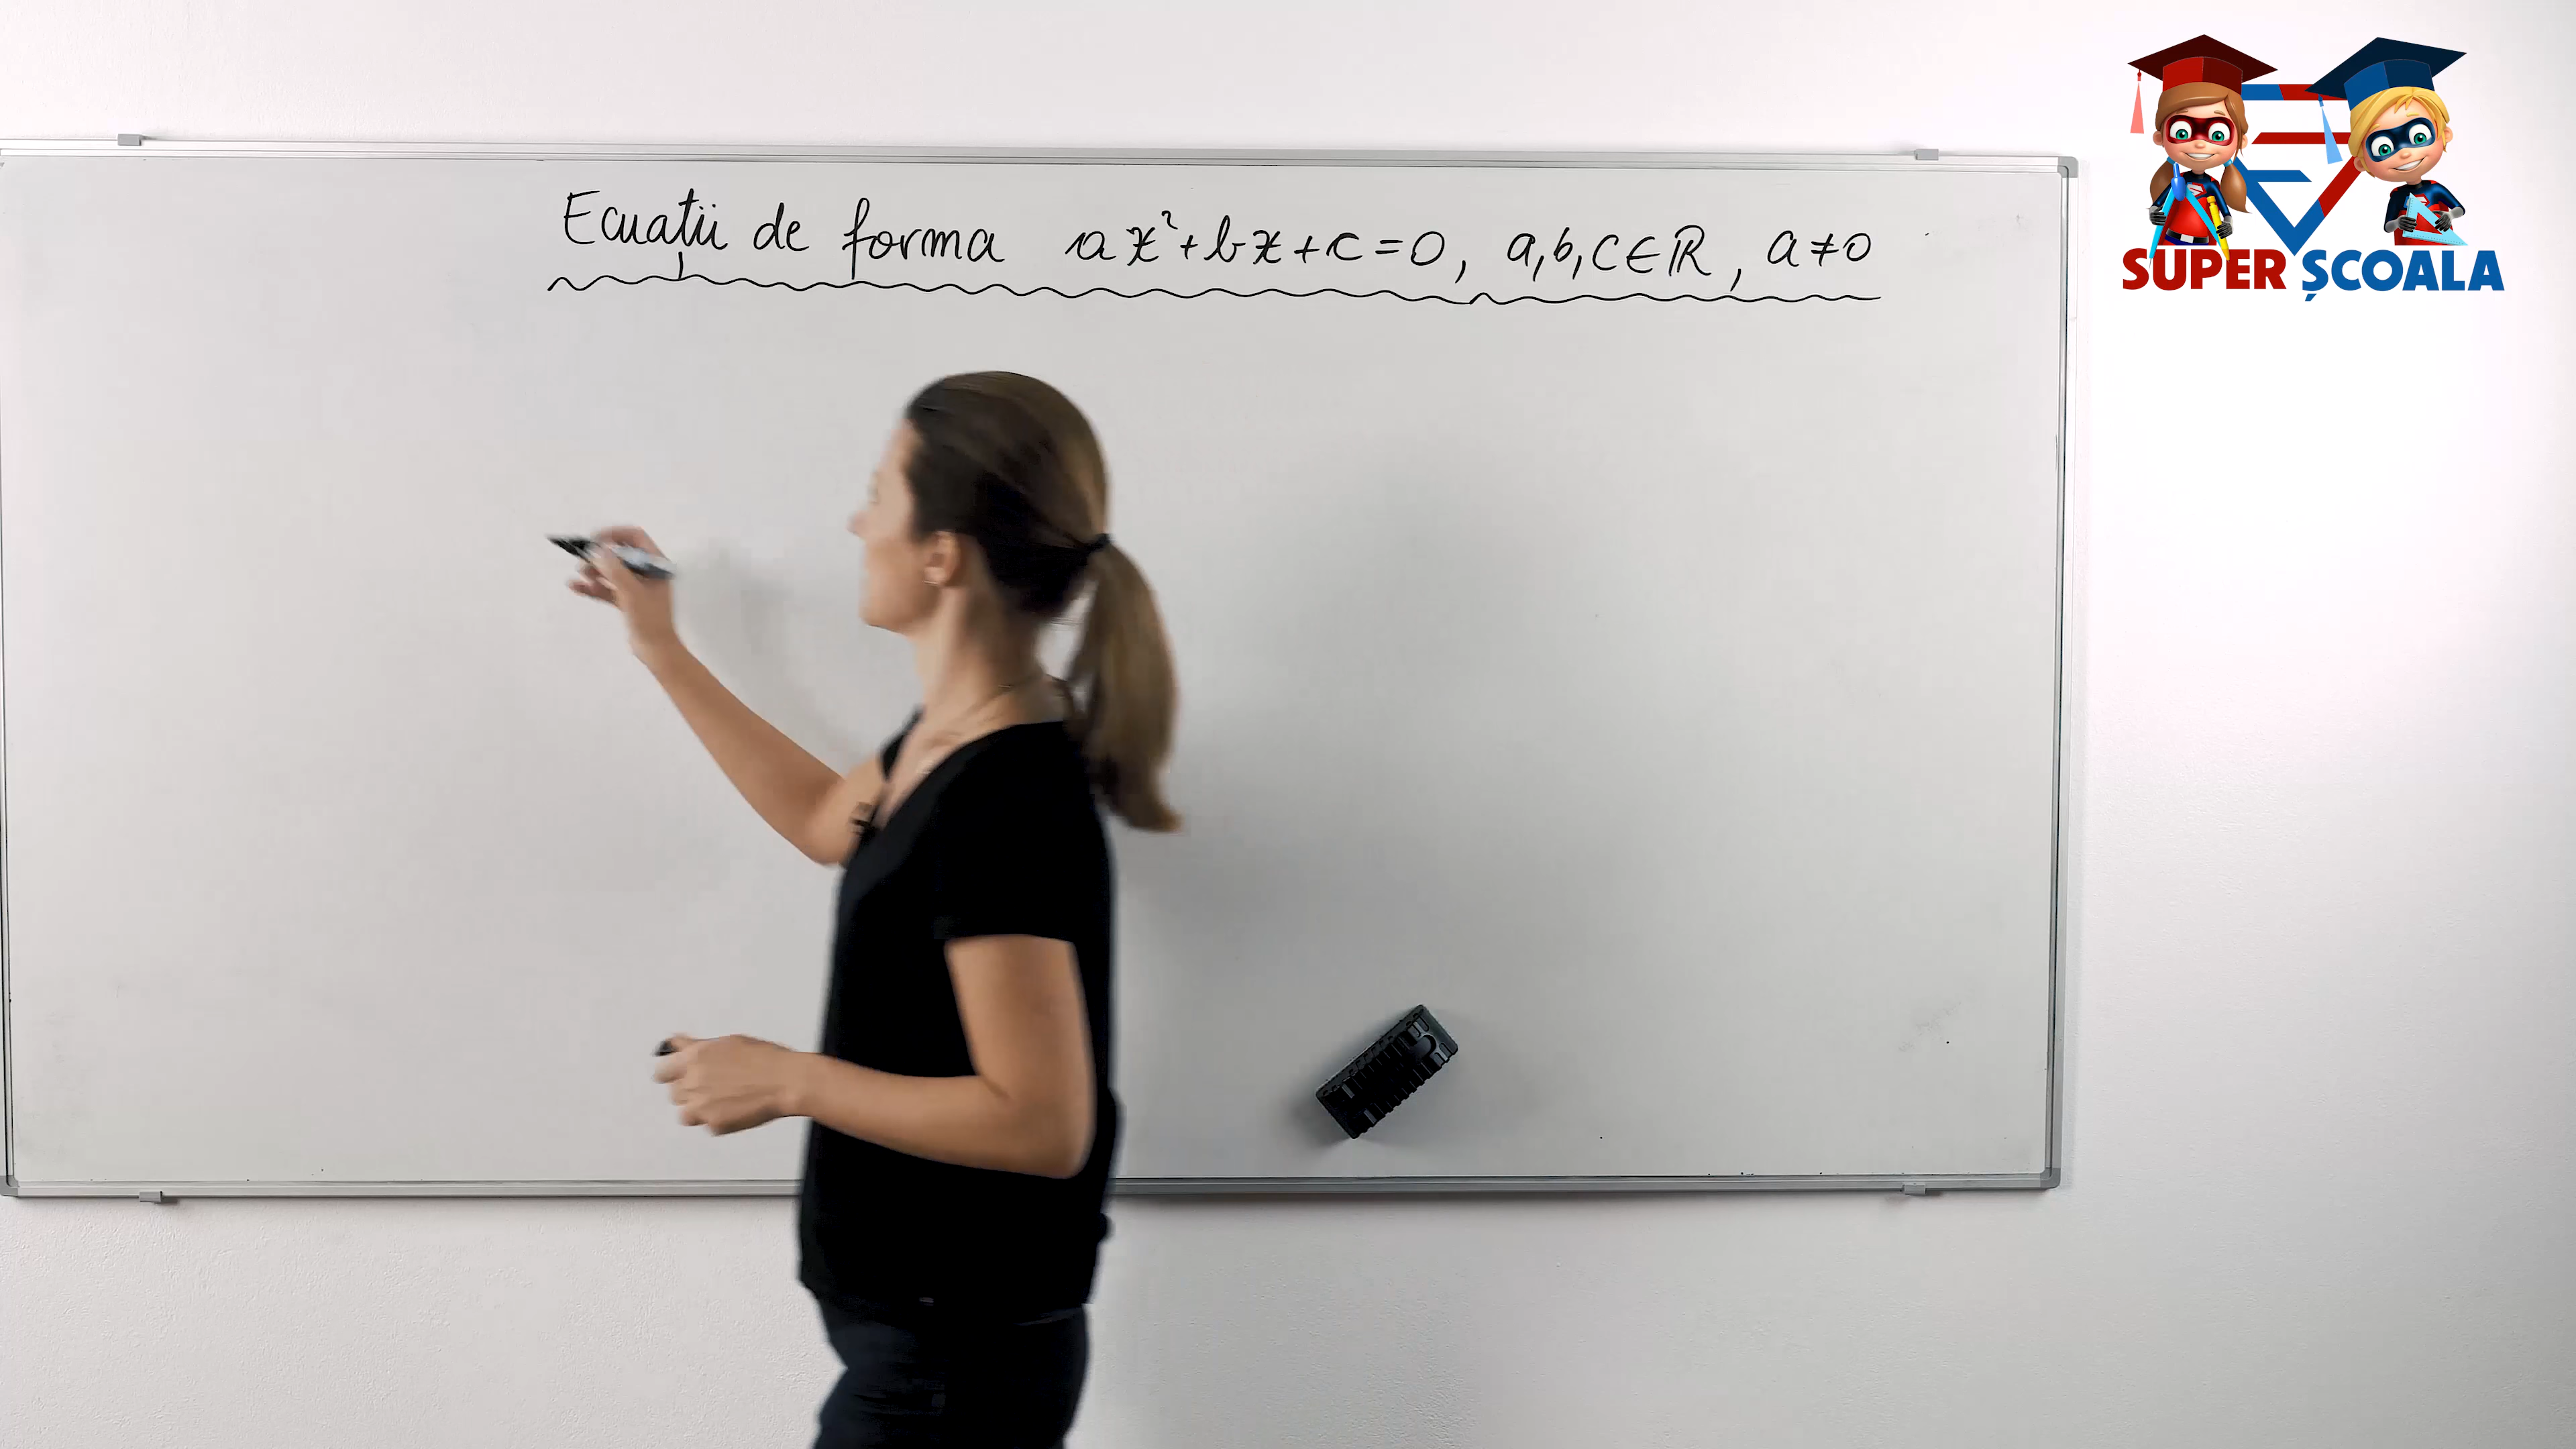 Ecuații de forma ax²+bx+c=0, a,b,c∈ℝ, a≠0
SUPER ȘCOALA